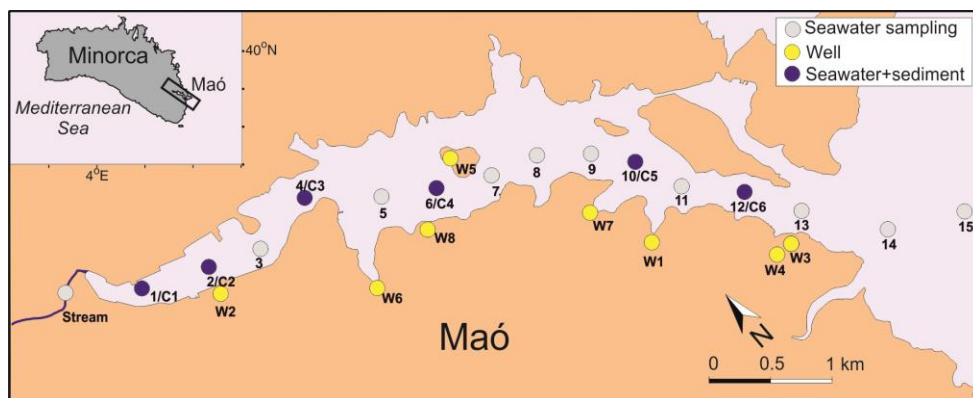 Minorca
Maó
Mediterranean
Sea
40°N
4°E
Seawater sampling
Well
Seawater+sediment
Stream
1/C1
2/C2
W2
3
4/C3
5
W6
6/C4
W8
W5
7
8
9
10/C5
W7
W1
11
12/C6
13
W3
W4
14
15
Maó
N
0 0.5 1 km